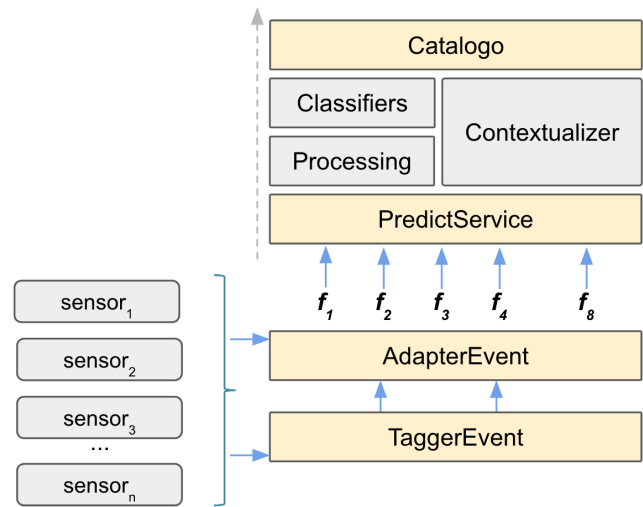 Catalogo
Classifiers
Contextualizer
Processing
PredictService
f1 f2 f3 f4 f8
sensor1
sensor2
sensor3
...
sensorn
AdapterEvent
TaggerEvent